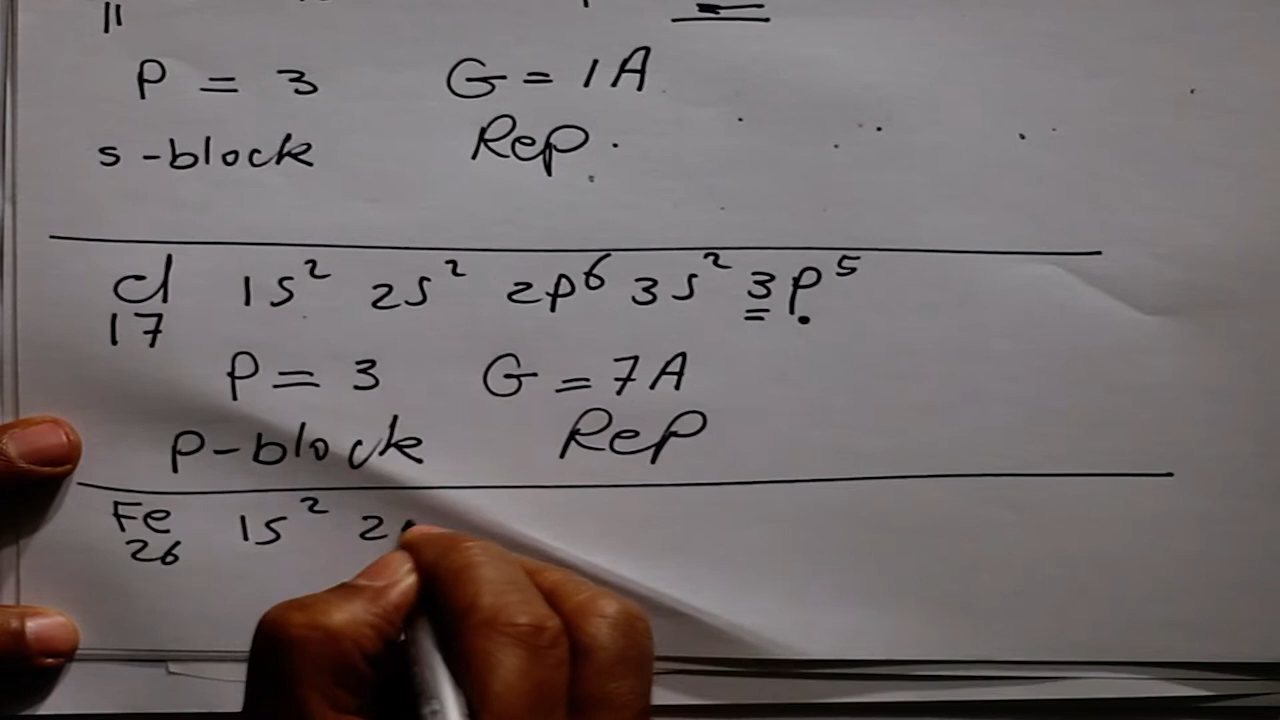 11
P = 3 G = 1A
s-block Rep.
Cl 1s² 2s² 2p⁶ 3s² 3p⁵
17
P = 3 G = 7A
P-block Rep
Fe 1s² 2
26